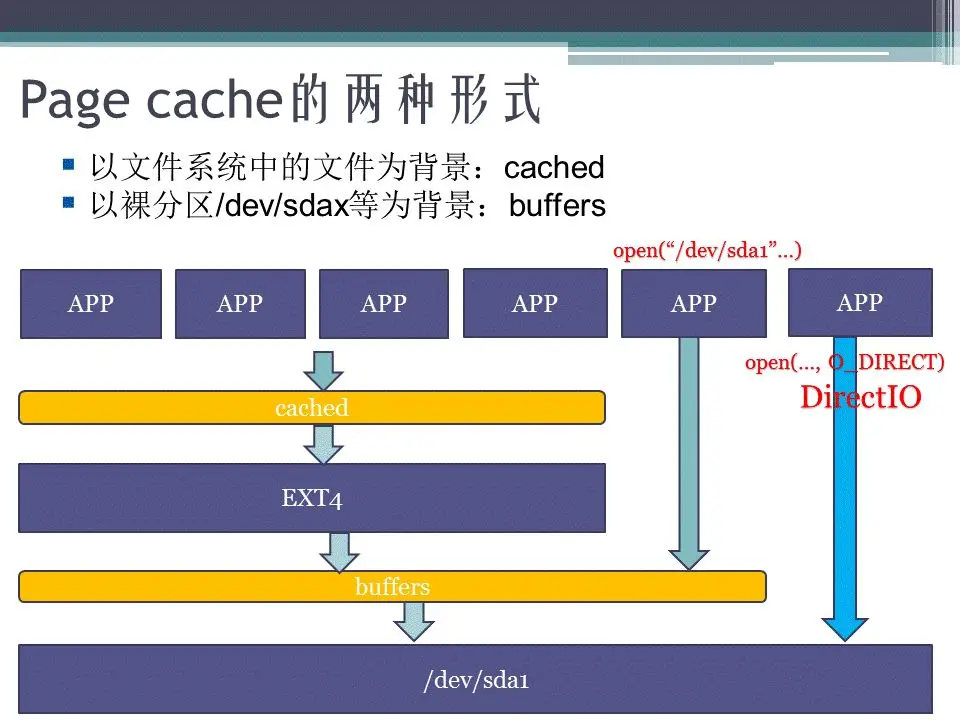 Page cache的两种形式
以文件系统中的文件为背景：cached
以裸分区/dev/sdax等为背景：buffers
open(“/dev/sda1”...)
APP APP APP APP APP APP
open(..., O_DIRECT)
DirectIO
cached
EXT4
buffers
/dev/sda1